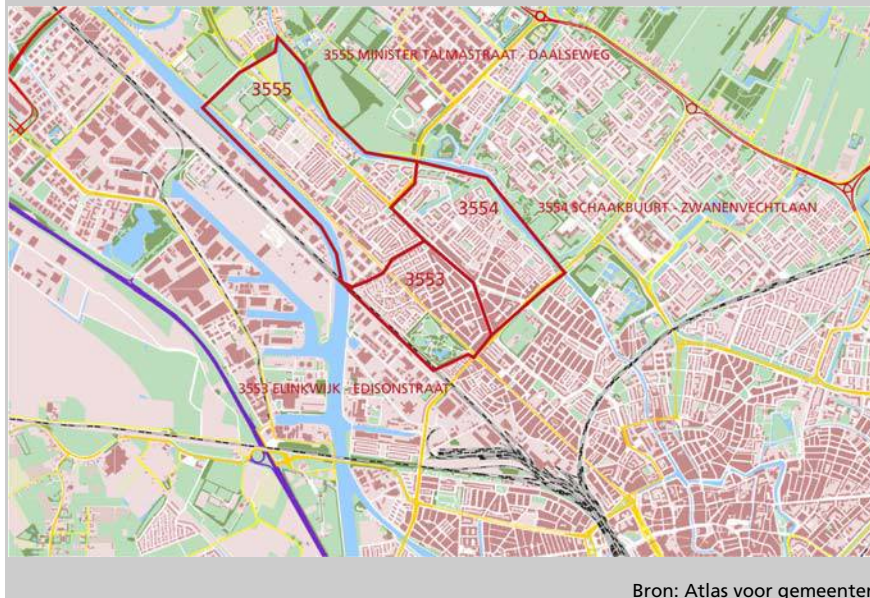 3555 MINISTER TALMASTRAAT - DAALSEWEG
3555
3554
3554 SCHAAKBUURT - ZWANENVECHTLAAN
3553
3553 ELINKWIJK - EDISONSTRAAT
Bron: Atlas voor gemeenten